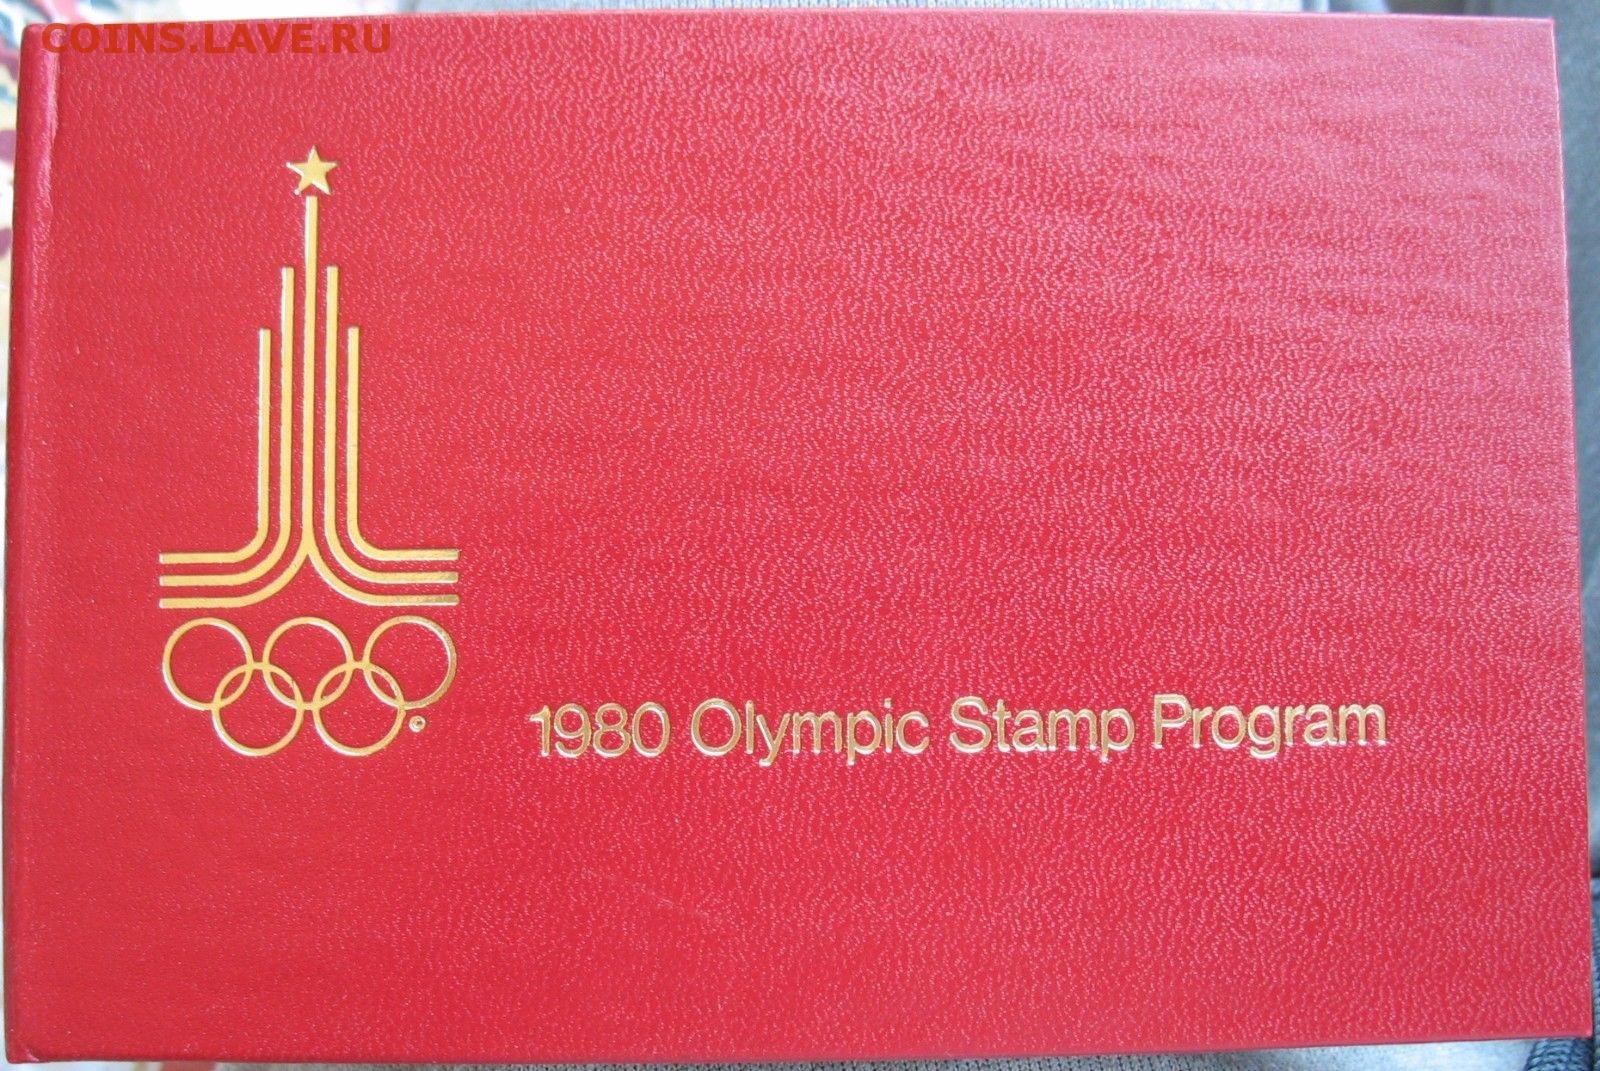 COINS.LAVE.RU
1980 Olympic Stamp Program